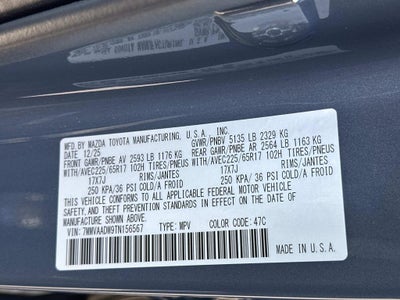 MFD. BY MAZDA TOYOTA MANUFACTURING, U.S.A., INC.
12/25 GVWR/PNBV 5135 LB 2329 KG
FRONT GAWR/PNBE AV 2593 LB 1176 KG REAR GAWR/PNBE AR 2564 LB 1163 KG
WITH/AVEC225/65R17 102H TIRES/PNEUS WITH/AVEC225/65R17 102H TIRES/PNEUS
17X7J RIMS/JANTES 17X7J RIMS/JANTES
250 KPA/36 PSI COLD/A FROID 250 KPA/36 PSI COLD/A FROID
THIS VEHICLE CONFORMS TO ALL APPLICABLE FEDERAL MOTOR VEHICLE
SAFETY, BUMPER, AND THEFT PREVENTION STANDARDS IN EFFECT ON THE DATE OF
MANUFACTURE SHOWN ABOVE.
VIN: 7MMVAADW9TN156567 TYPE: MPV COLOR CODE: 47C
MADE IN U.S.A.